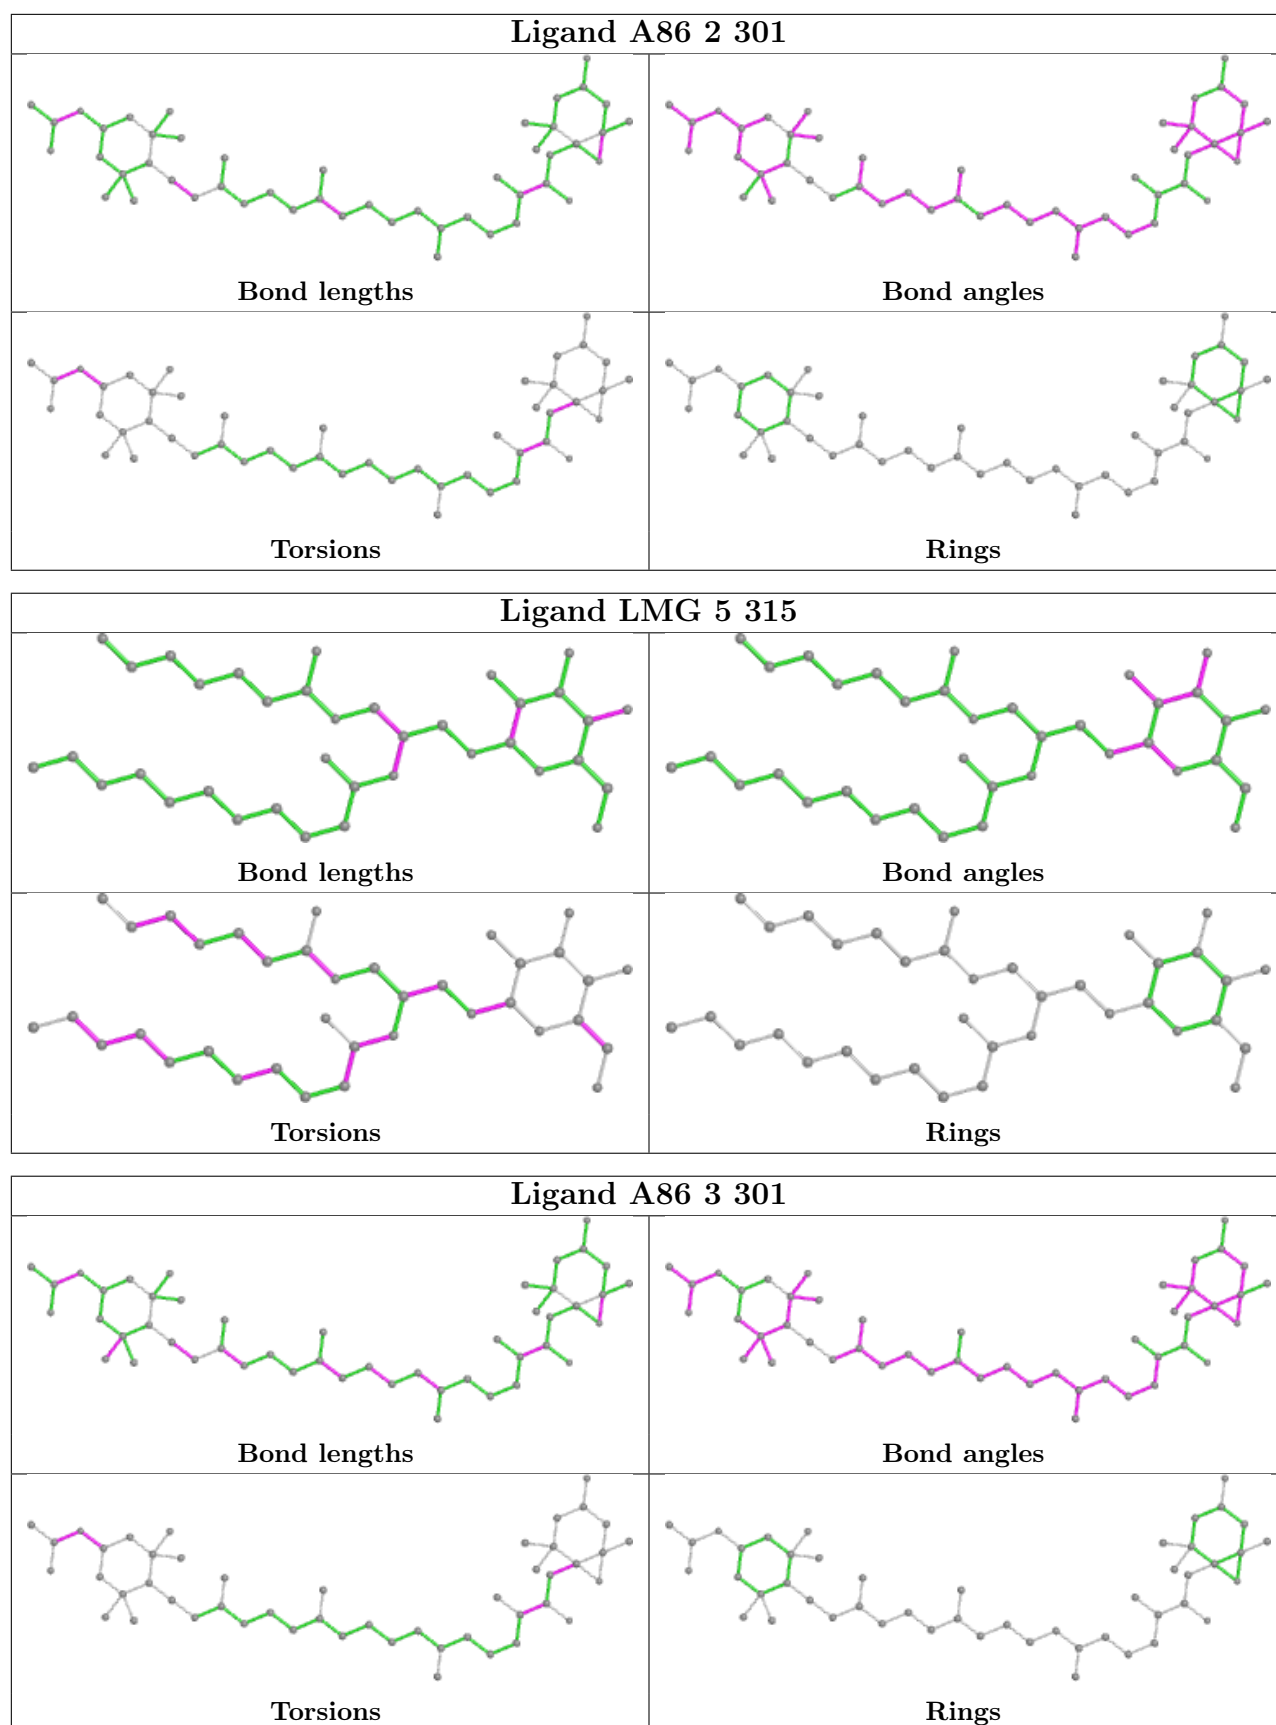 Ligand A86 2 301
Bond lengths
Bond angles
Torsions
Rings
Ligand LMG 5 315
Bond lengths
Bond angles
Torsions
Rings
Ligand A86 3 301
Bond lengths
Bond angles
Torsions
Rings